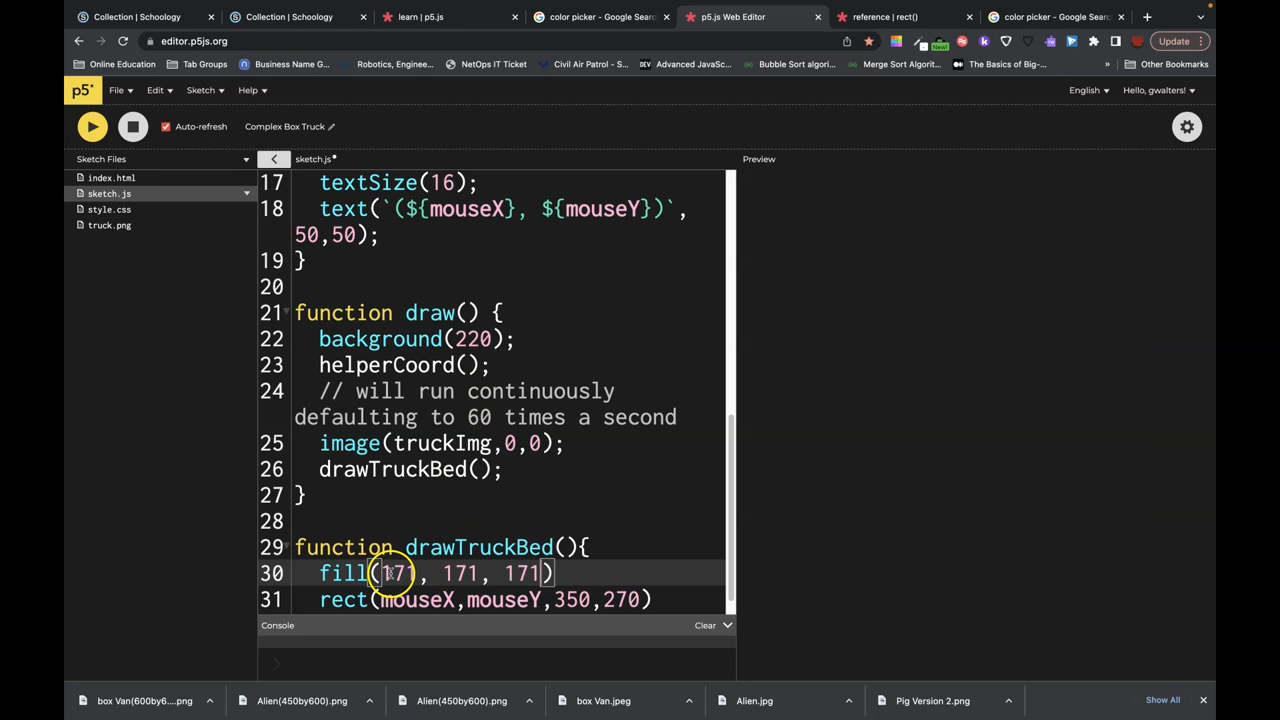 Collection | Schoology
Collection | Schoology
learn | p5.js
color picker - Google Searc
p5.js Web Editor
reference | rect()
color picker - Google Searc
editor.p5js.org
New!
Update
Online Education
Tab Groups
Business Name G...
Robotics, Enginee...
NetOps IT Ticket
Civil Air Patrol - S...
Advanced JavaSc...
Bubble Sort algori...
Merge Sort Algorit...
The Basics of Big-...
»
Other Bookmarks
p5*
File
Edit
Sketch
Help
English
Hello, gwalters!
Auto-refresh
Complex Box Truck
Sketch Files
sketch.js
Preview
index.html
sketch.js
style.css
truck.png
17 textSize(16);
18 text(`(${mouseX}, ${mouseY})`,
50,50);
19 }
20
21 function draw() {
22 background(220);
23 helperCoord();
24 // will run continuously
defaulting to 60 times a second
25 image(truckImg,0,0);
26 drawTruckBed();
27 }
28
29 function drawTruckBed(){
30 fill(171, 171, 171)
31 rect(mouseX,mouseY,350,270)
Console
Clear
box Van(600by6....png
Alien(450by600).png
Alien(450by600).png
box Van.jpeg
Alien.jpg
Pig Version 2.png
Show All